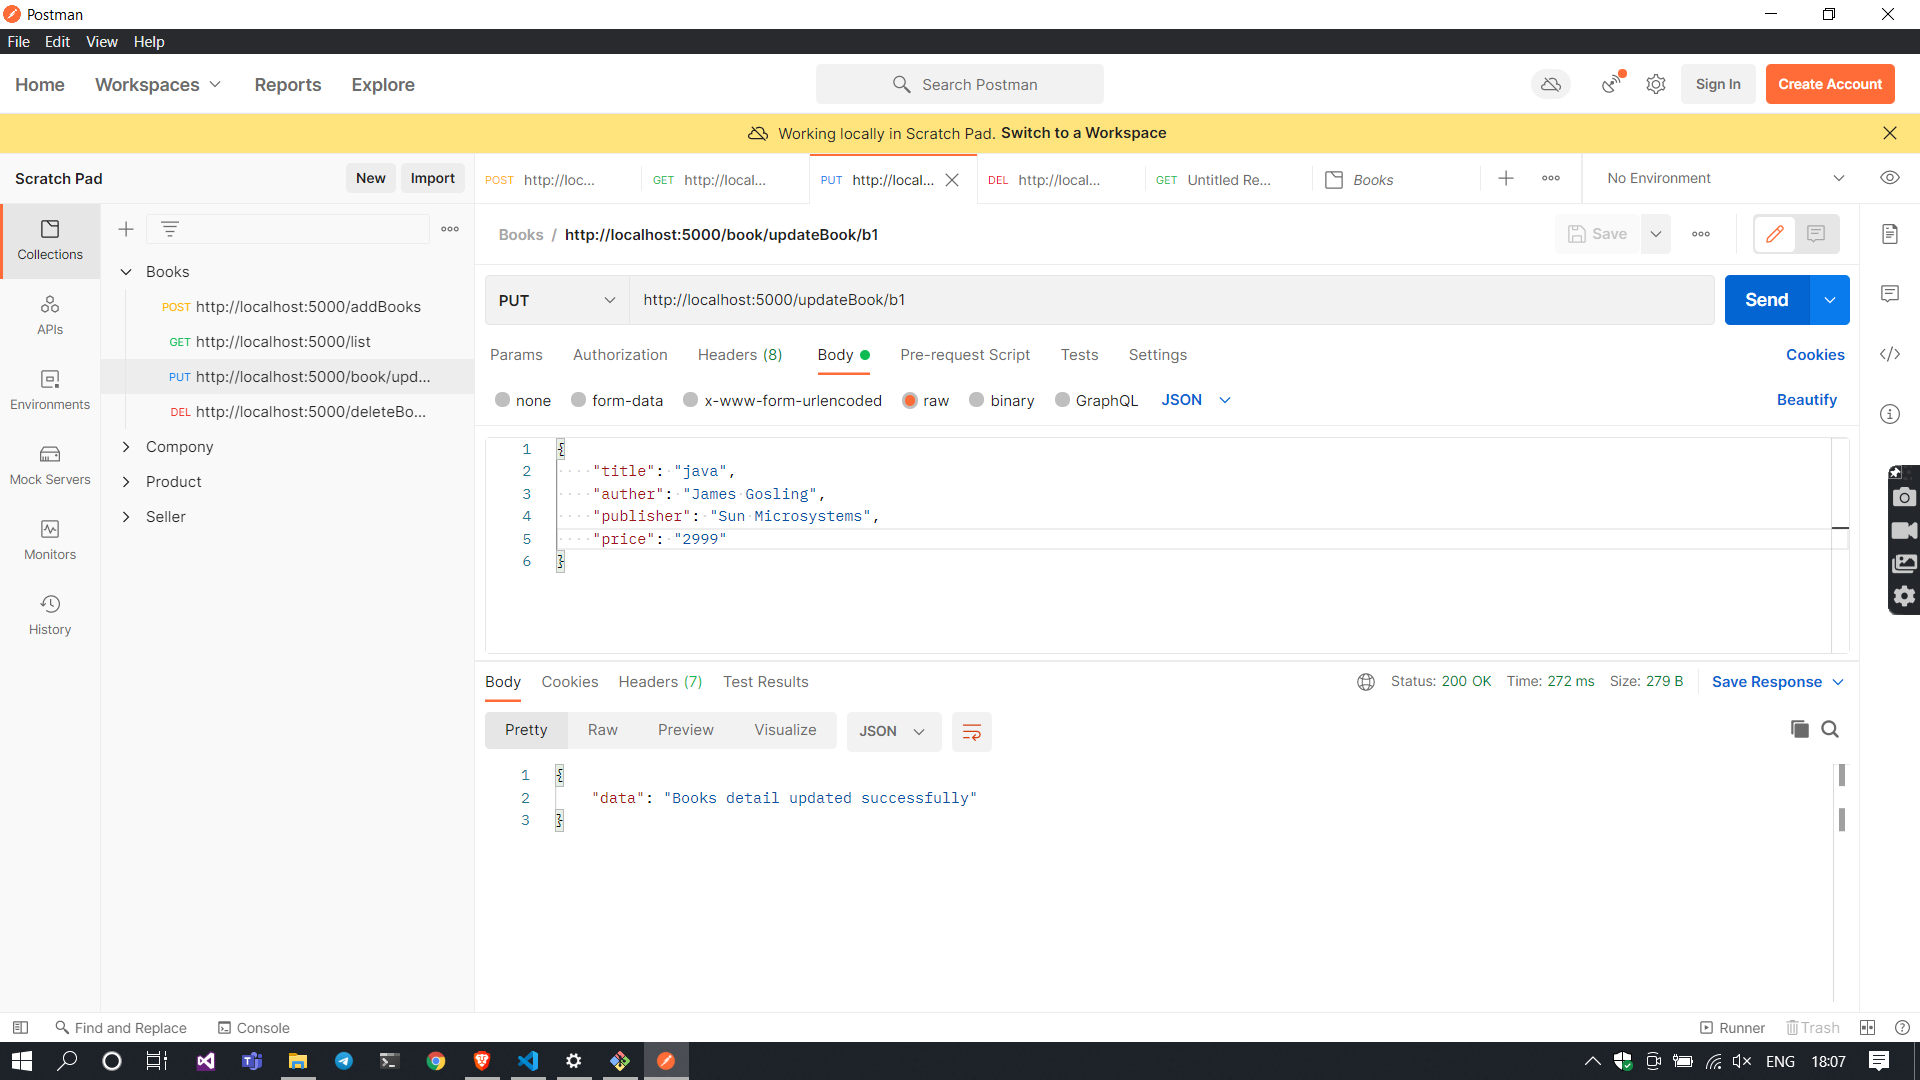 Postman
File Edit View Help
Home Workspaces Reports Explore
Search Postman
Sign In
Create Account
Working locally in Scratch Pad. Switch to a Workspace
Scratch Pad
New
Import
POST http://loc...
GET http://local...
PUT http://local...
DEL http://local...
GET Untitled Re...
Books
No Environment
Collections
APIs
Environments
Mock Servers
Monitors
History
Books
POST http://localhost:5000/addBooks
GET http://localhost:5000/list
PUT http://localhost:5000/book/upd...
DEL http://localhost:5000/deleteBo...
Compony
Product
Seller
Books / http://localhost:5000/book/updateBook/b1
Save
PUT
http://localhost:5000/updateBook/b1
Send
Params Authorization Headers (8) Body Pre-request Script Tests Settings
Cookies
none form-data x-www-form-urlencoded raw binary GraphQL JSON
Beautify
1 {
2 "title": "java",
3 "auther": "James Gosling",
4 "publisher": "Sun Microsystems",
5 "price": "2999"
6 }
Body Cookies Headers (7) Test Results
Status: 200 OK Time: 272 ms Size: 279 B
Save Response
Pretty Raw Preview Visualize
JSON
1 {
2 "data": "Books detail updated successfully"
3 }
Find and Replace
Console
Runner
Trash
ENG
18:07